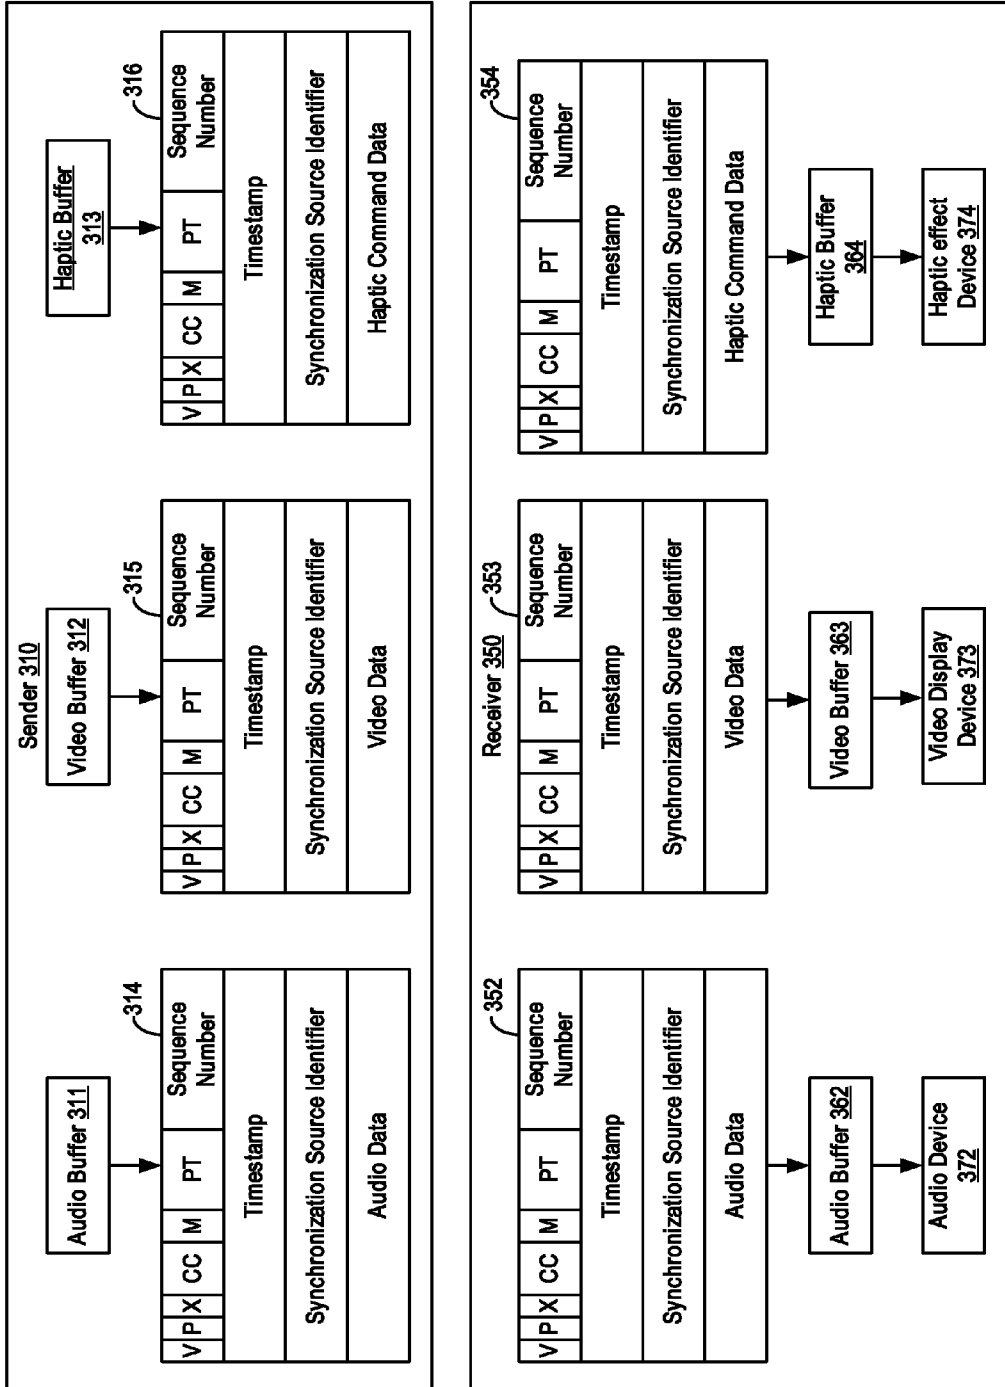 Sender 310
Audio Buffer 311
Video Buffer 312
Haptic Buffer
313
314
V P X CC M PT Sequence
Number
Timestamp
Synchronization Source Identifier
Audio Data
315
V P X CC M PT Sequence
Number
Timestamp
Synchronization Source Identifier
Video Data
316
V P X CC M PT Sequence
Number
Timestamp
Synchronization Source Identifier
Haptic Command Data
Receiver 350
352
V P X CC M PT Sequence
Number
Timestamp
Synchronization Source Identifier
Audio Data
Audio Buffer 362
Audio Device
372
353
V P X CC M PT Sequence
Number
Timestamp
Synchronization Source Identifier
Video Data
Video Buffer 363
Video Display
Device 373
354
V P X CC M PT Sequence
Number
Timestamp
Synchronization Source Identifier
Haptic Command Data
Haptic Buffer
364
Haptic effect
Device 374